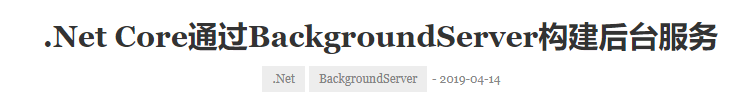 .Net Core通过BackgroundServer构建后台服务
.Net BackgroundServer - 2019-04-14